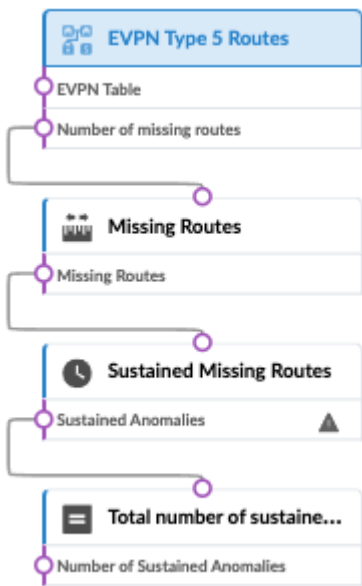 EVPN Type 5 Routes
EVPN Table
Number of missing routes
Missing Routes
Missing Routes
Sustained Missing Routes
Sustained Anomalies
Total number of sustaine...
Number of Sustained Anomalies